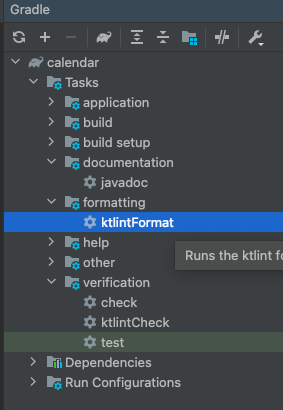 Gradle
calendar
Tasks
application
build
build setup
documentation
javadoc
formatting
ktlintFormat
help
other
Runs the ktlint fo
verification
check
ktlintCheck
test
Dependencies
Run Configurations